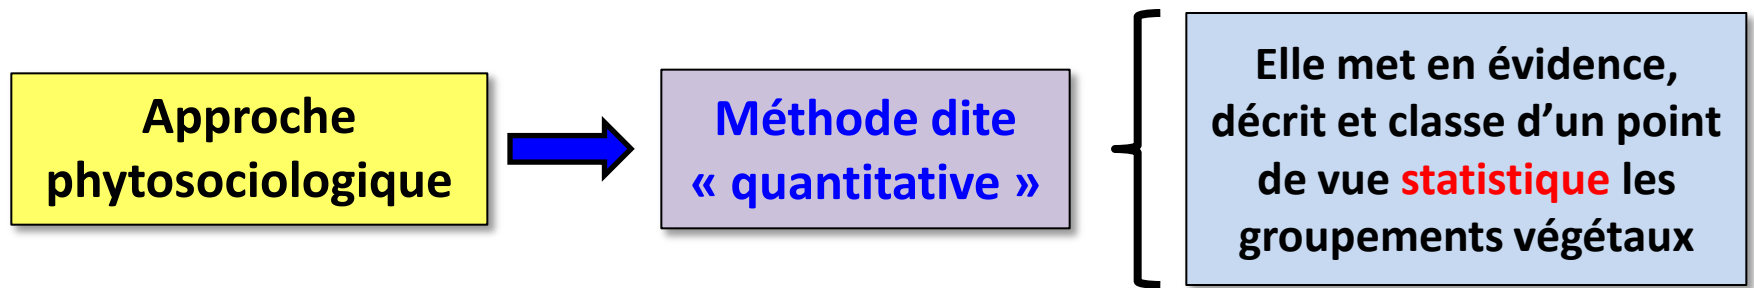 Approche
phytosociologique
Méthode dite
« quantitative »
Elle met en évidence,
décrit et classe d’un point
de vue statistique les
groupements végétaux